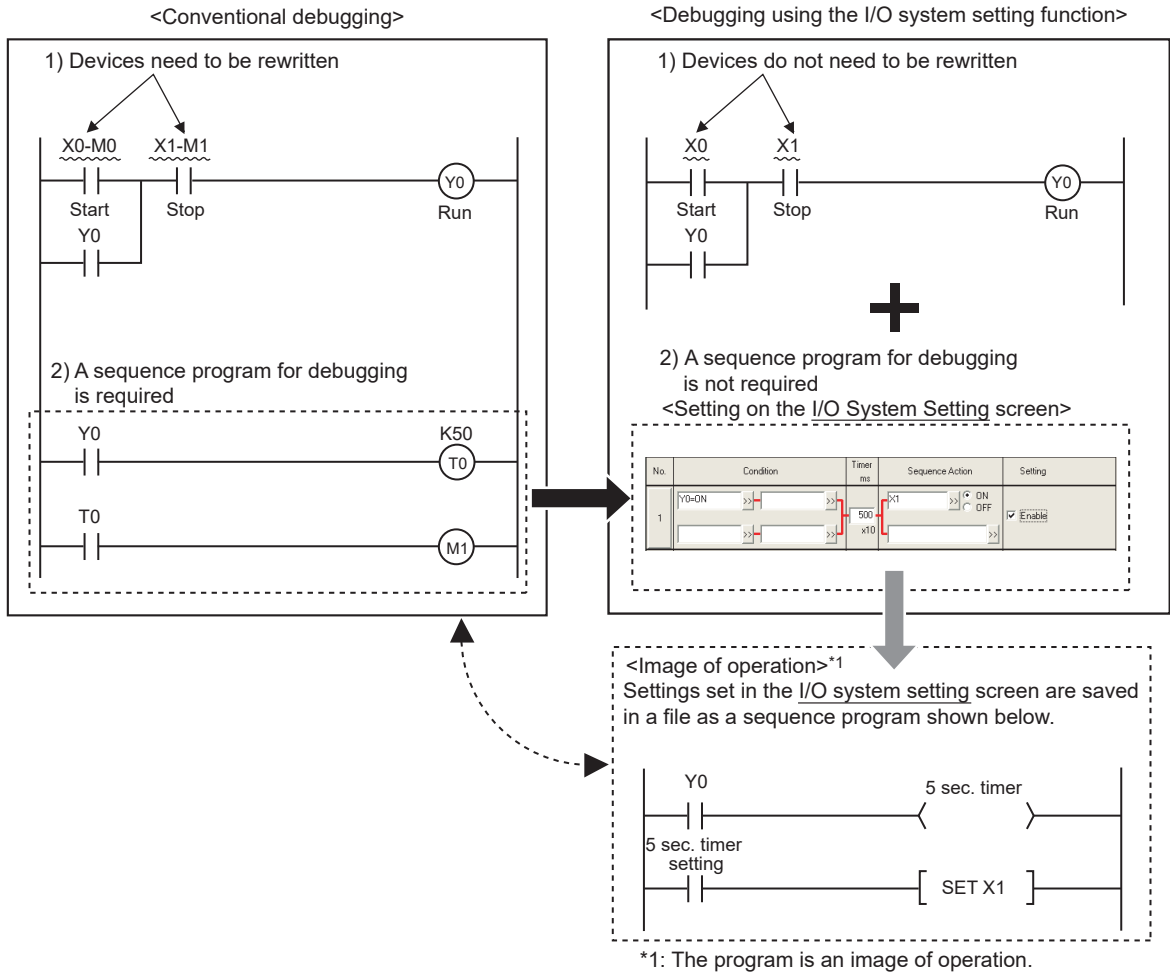 <Conventional debugging>
1) Devices need to be rewritten
X0-M0 X1-M1
Y0
Start Stop Run
Y0
2) A sequence program for debugging
is required
Y0 K50
T0
T0
M1
<Debugging using the I/O system setting function>
1) Devices do not need to be rewritten
X0 X1
Y0
Start Stop Run
Y0
2) A sequence program for debugging
is not required
<Setting on the I/O System Setting screen>
No. Condition Timer ms Sequence Action Setting
1 Y0=ON >> >> 500 x10 X1 >> ON OFF Enable
>> >> >>
<Image of operation>*1
Settings set in the I/O system setting screen are saved
in a file as a sequence program shown below.
Y0 5 sec. timer
5 sec. timer
setting
SET X1
*1: The program is an image of operation.